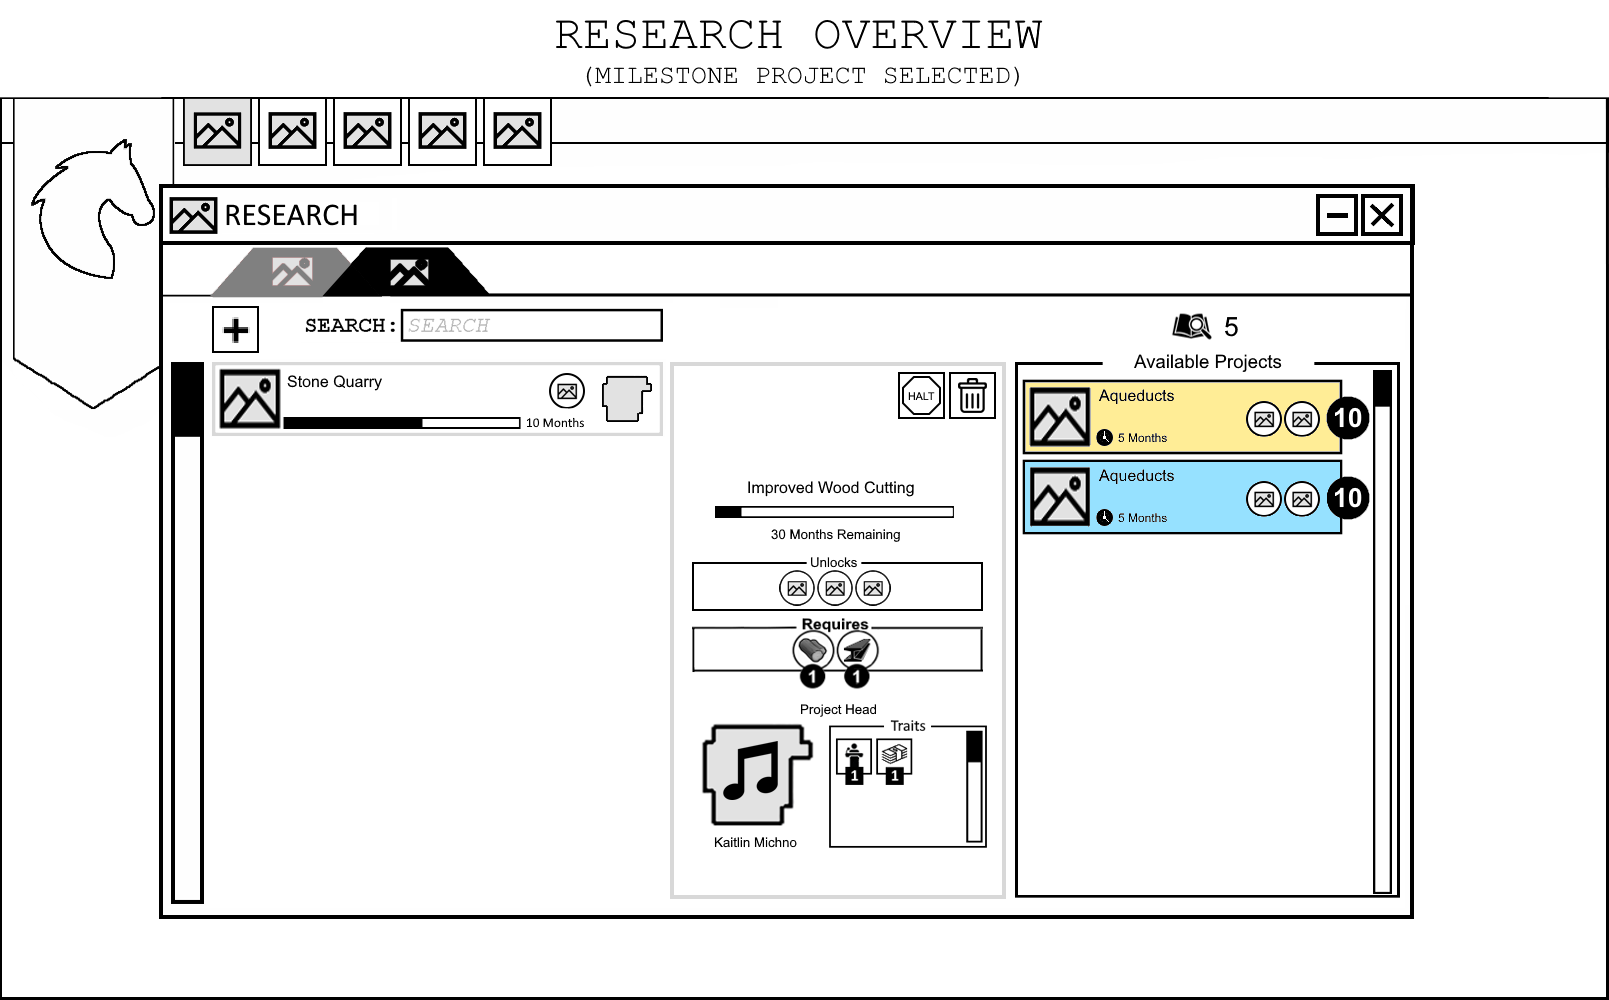 RESEARCH OVERVIEW
(MILESTONE PROJECT SELECTED)
RESEARCH
SEARCH: SEARCH
5
Stone Quarry
10 Months
HALT
Improved Wood Cutting
30 Months Remaining
Unlocks
Requires
1 1
Project Head
Kaitlin Michno
Traits
1 1
Available Projects
Aqueducts
5 Months
10
Aqueducts
5 Months
10